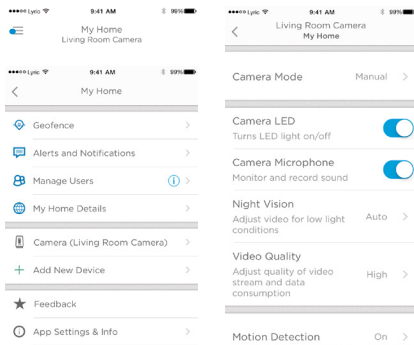 Lyric 9:41 AM 99%
My Home
Living Room Camera
Lyric 9:41 AM 99%
My Home
Geofence
Alerts and Notifications
Manage Users
My Home Details
Camera (Living Room Camera)
Add New Device
Feedback
App Settings & Info
Lyric 9:41 AM 99%
Living Room Camera
My Home
Camera Mode Manual
Camera LED
Turns LED light on/off
Camera Microphone
Monitor and record sound
Night Vision
Adjust video for low light Auto
conditions
Video Quality
Adjust quality of video
stream and data High
consumption
Motion Detection On